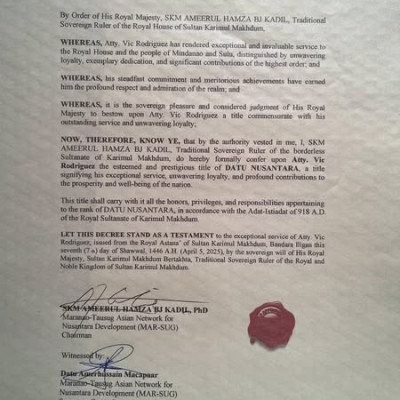 By Order of His Royal Majesty, SKM AMEERUL HAMZA BJ KADIL, Traditional
Sovereign Ruler of the Royal House of Sultan Karimul Makhdum,
WHEREAS, Atty. Vic Rodriguez has rendered exceptional and invaluable service to
the Royal House and the people of Mindanao and Sulu, distinguished by unwavering
loyalty, exemplary dedication, and significant contributions of the highest order; and
WHEREAS, his steadfast commitment and meritorious achievements have earned
him the profound respect and admiration of the realm; and
WHEREAS, it is the sovereign pleasure and considered judgment of His Royal
Majesty to bestow upon Atty. Vic Rodriguez a title commensurate with his
outstanding service and unwavering loyalty;
NOW, THEREFORE, KNOW YE, that by the authority vested in me, I, SKM
AMEERUL HAMZA BJ KADIL, Traditional Sovereign Ruler of the borderless
Sultanate of Karimul Makhdum, do hereby formally confer upon Atty. Vic
Rodriguez the esteemed and prestigious title of DATU NUSANTARA, a title
signifying his exceptional service, unwavering loyalty, and profound contributions to
the prosperity and well-being of the nation.
This title shall carry with it all the honors, privileges, and responsibilities appertaining
to the rank of DATU NUSANTARA, in accordance with the Adat-Istiadat of 918 A.D.
of the Royal Sultanate of Karimul Makhdum.
LET THIS DECREE STAND AS A TESTAMENT to the exceptional service of Atty. Vic
Rodriguez, issued from the Royal Astana' of Sultan Karimul Makhdum, Bandara Iligan this
seventh (7th) day of Shawwal, 1446 A.H. (April 5, 2025), by the sovereign will of His Royal
Majesty, Sultan Karimul Makhdum Bertakhta, Traditional Sovereign Ruler of the Royal and
Noble Kingdom of Sultan Karimul Makhdum.
SKM AMEERUL HAMZA BJ KADIL, PhD
Maranao-Tausug Asian Network for
Nusantara Development (MAR-SUG)
Chairman
Witnessed by:
Datu Amerhussain Macapaar
Maranao-Tausug Asian Network for
Nusantara Development (MAR-SUG)